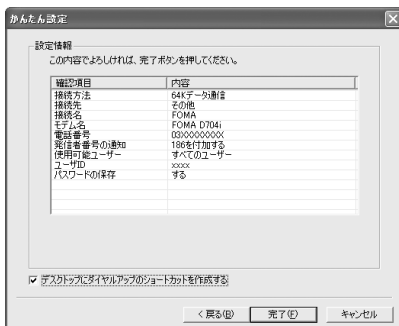 かんたん設定
設定情報
この内容でよろしければ、完了ボタンを押してください。
確認項目 内容
接続方法 64Kデータ通信
接続先 その他
接続名 FOMA
モデム名 FOMA D704i
電話番号 03XXXXXXXX
発信者番号の通知 186を付加する
使用可能ユーザー すべてのユーザー
ユーザID xxxx
パスワードの保存 する
デスクトップにダイヤルアップのショートカットを作成する
< 戻る(B) 完了(F) キャンセル